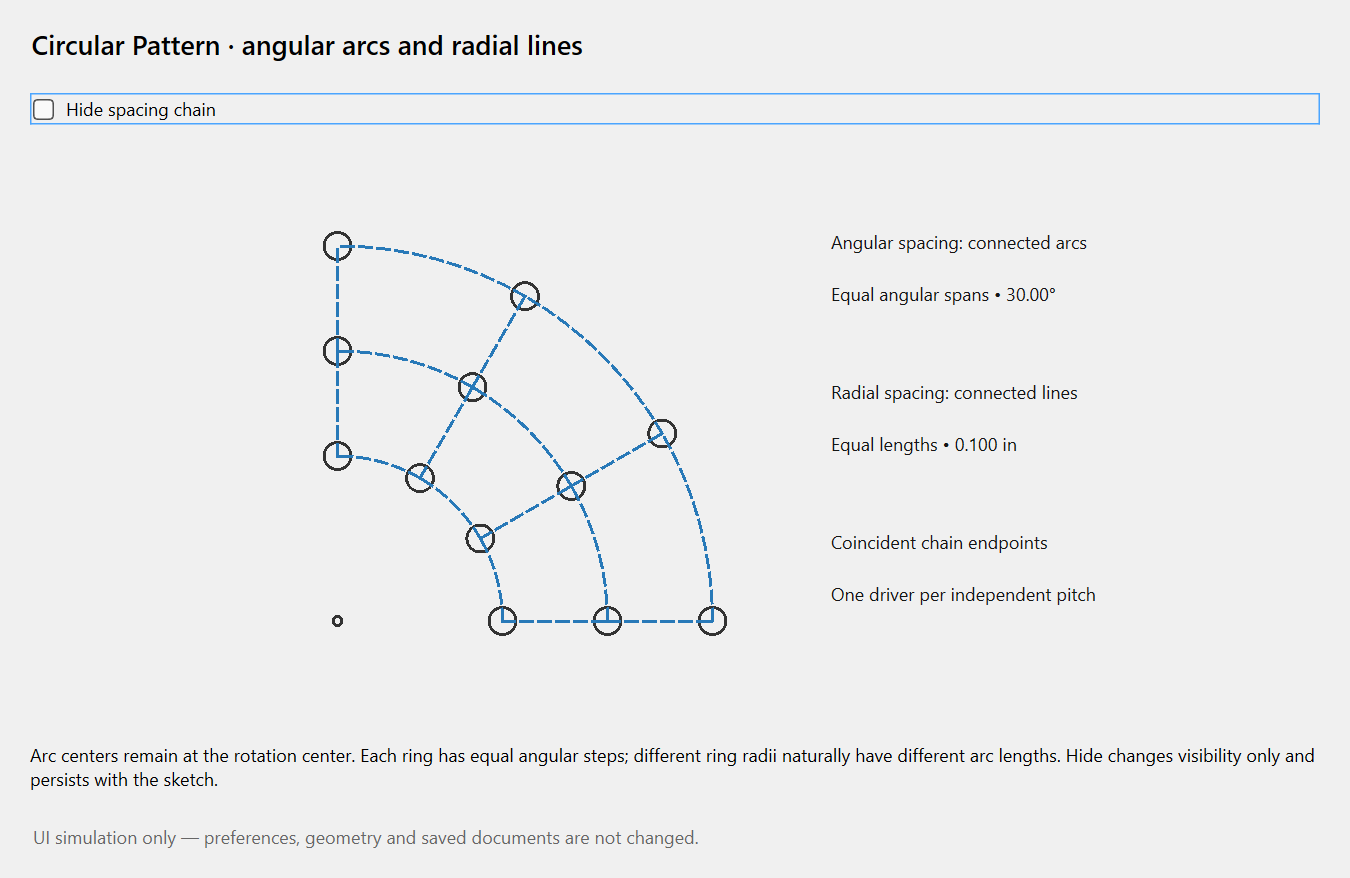 Circular Pattern · angular arcs and radial lines
Hide spacing chain
Angular spacing: connected arcs
Equal angular spans • 30.00°
Radial spacing: connected lines
Equal lengths • 0.100 in
Coincident chain endpoints
One driver per independent pitch
Arc centers remain at the rotation center. Each ring has equal angular steps; different ring radii naturally have different arc lengths. Hide changes visibility only and
persists with the sketch.
UI simulation only — preferences, geometry and saved documents are not changed.